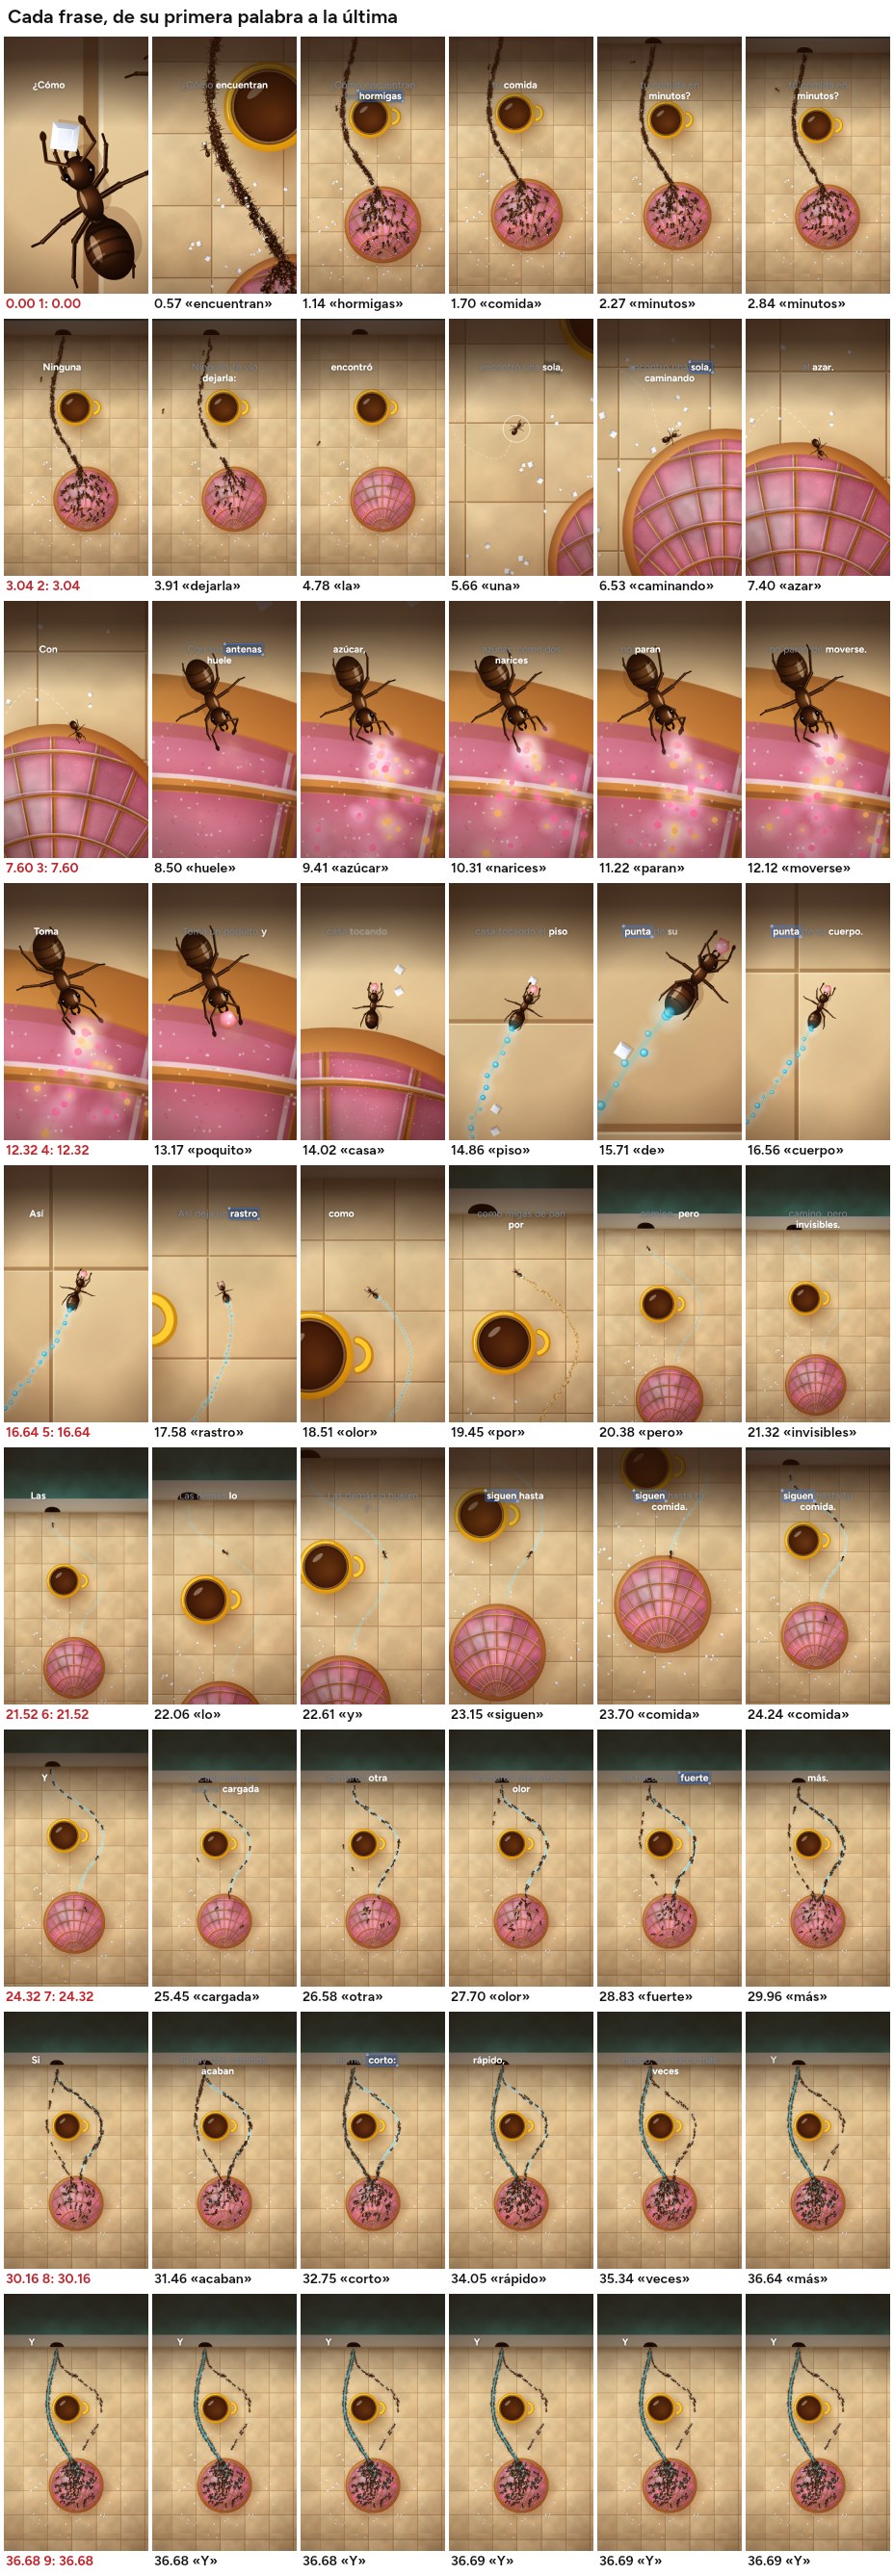 Cada frase, de su primera palabra a la última
¿Cómo
encuentran
hormigas
comida
minutos?
minutos?
0.00 1: 0.00
0.57 «encuentran»
1.14 «hormigas»
1.70 «comida»
2.27 «minutos»
2.84 «minutos»
Ninguna
dejarla:
encontró
sola,
sola,
caminando
azar.
3.04 2: 3.04
3.91 «dejarla»
4.78 «la»
5.66 «una»
6.53 «caminando»
7.40 «azar»
Con
antenas
huele
azúcar,
narices
paran
moverse.
7.60 3: 7.60
8.50 «huele»
9.41 «azúcar»
10.31 «narices»
11.22 «paran»
12.12 «moverse»
Toma
y
casa tocando
casa tocando el piso
punta de su
punta
cuerpo.
12.32 4: 12.32
13.17 «poquito»
14.02 «casa»
14.86 «piso»
15.71 «de»
16.56 «cuerpo»
Así
rastro
como
como migas de pan
por
camino, pero
camino, pero
invisibles.
16.64 5: 16.64
17.58 «rastro»
18.51 «olor»
19.45 «por»
20.38 «pero»
21.32 «invisibles»
Las
lo
siguen hasta
siguen
comida.
siguen
comida.
21.52 6: 21.52
22.06 «lo»
22.61 «y»
23.15 «siguen»
23.70 «comida»
24.24 «comida»
Y
cargada
otra
olor
fuerte
más.
24.32 7: 24.32
25.45 «cargada»
26.58 «otra»
27.70 «olor»
28.83 «fuerte»
29.96 «más»
Si
acaban
corto:
rápido,
veces
Y
30.16 8: 30.16
31.46 «acaban»
32.75 «corto»
34.05 «rápido»
35.34 «veces»
36.64 «más»
Y
Y
Y
Y
Y
Y
36.68 9: 36.68
36.68 «Y»
36.68 «Y»
36.69 «Y»
36.69 «Y»
36.69 «Y»